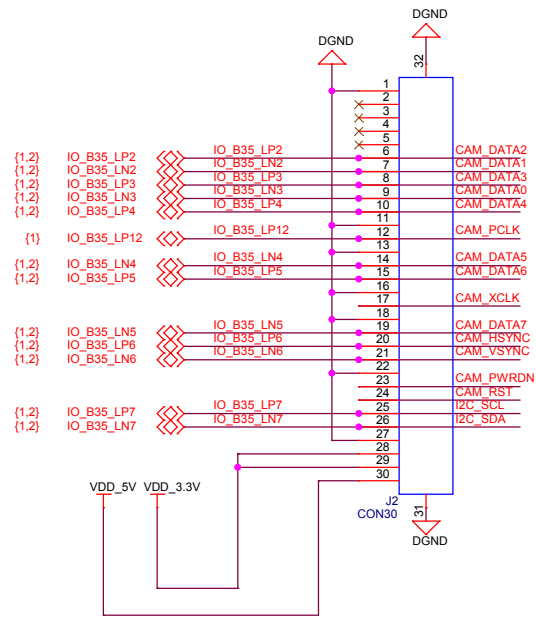 DGND
DGND
32
1
2
3
4
5
{1,2} IO_B35_LP2 IO_B35_LP2 6 CAM_DATA2
{1,2} IO_B35_LN2 IO_B35_LN2 7 CAM_DATA1
{1,2} IO_B35_LP3 IO_B35_LP3 8 CAM_DATA3
{1,2} IO_B35_LN3 IO_B35_LN3 9 CAM_DATA0
{1,2} IO_B35_LP4 IO_B35_LP4 10 CAM_DATA4
11
{1} IO_B35_LP12 IO_B35_LP12 12 CAM_PCLK
13
{1,2} IO_B35_LN4 IO_B35_LN4 14 CAM_DATA5
{1,2} IO_B35_LP5 IO_B35_LP5 15 CAM_DATA6
16
17 CAM_XCLK
18
{1,2} IO_B35_LN5 IO_B35_LN5 19 CAM_DATA7
{1,2} IO_B35_LP6 IO_B35_LP6 20 CAM_HSYNC
{1,2} IO_B35_LN6 IO_B35_LN6 21 CAM_VSYNC
22
23 CAM_PWRDN
24 CAM_RST
{1,2} IO_B35_LP7 IO_B35_LP7 25 I2C_SCL
{1,2} IO_B35_LN7 IO_B35_LN7 26 I2C_SDA
27
28
29
30
VDD_5V VDD_3.3V
J2
CON30
31
DGND